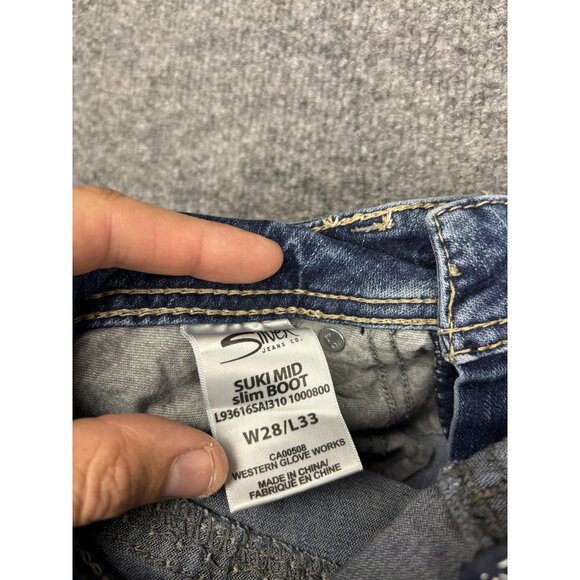 Silver
JEANS CO.
SUKI MID
slim BOOT
L93616SAI310 1000800
W28/L33
CA00508
WESTERN GLOVE WORKS
MADE IN CHINA/
FABRIQUE EN CHINE